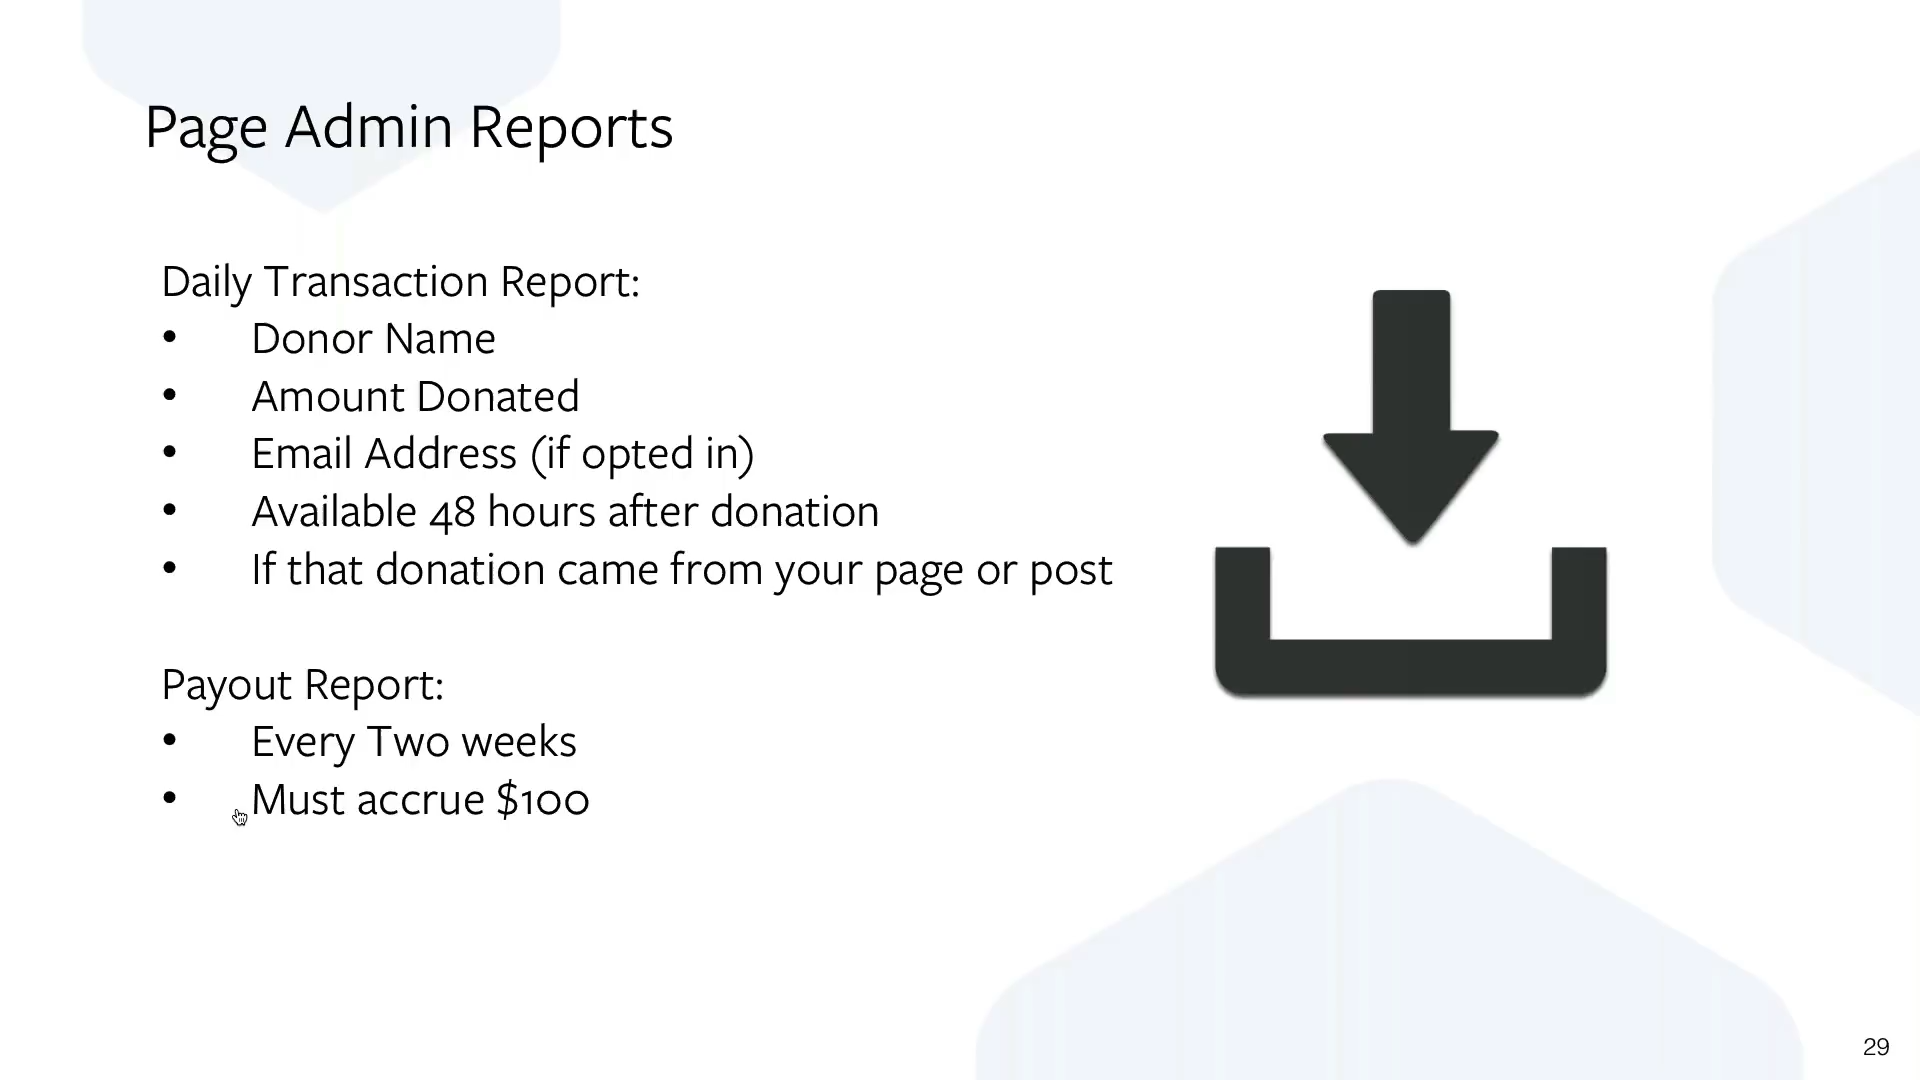 Page Admin Reports
Daily Transaction Report:
• Donor Name
• Amount Donated
• Email Address (if opted in)
• Available 48 hours after donation
• If that donation came from your page or post
Payout Report:
• Every Two weeks
• Must accrue $100
29